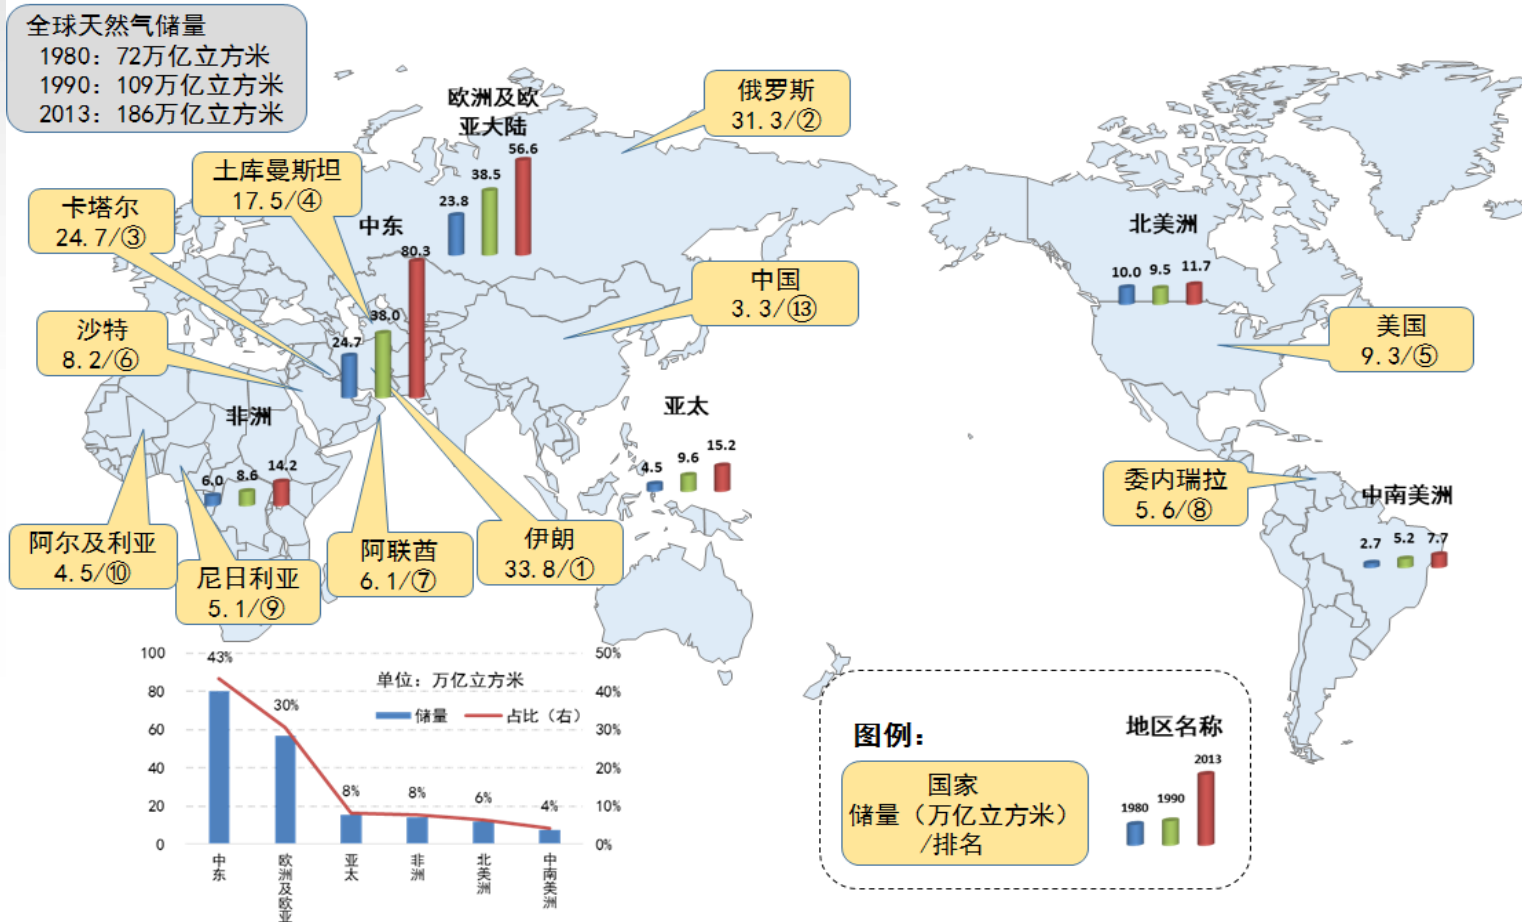 全球天然气储量
1980：72万亿立方米
1990：109万亿立方米
2013：186万亿立方米
欧洲及欧
亚大陆
23.8
38.5
56.6
俄罗斯
31.3/②
土库曼斯坦
17.5/④
卡塔尔
24.7/③
中东
24.7
38.0
80.3
中国
3.3/⑬
沙特
8.2/⑥
北美洲
10.0
9.5
11.7
美国
9.3/⑤
非洲
6.0
8.6
14.2
亚太
4.5
9.6
15.2
委内瑞拉
5.6/⑧
中南美洲
2.7
5.2
7.7
阿尔及利亚
4.5/⑩
尼日利亚
5.1/⑨
阿联酋
6.1/⑦
伊朗
33.8/①
单位：万亿立方米
储量
占比（右）
100
80
60
40
20
0
50%
40%
30%
20%
10%
0%
43%
30%
8%
8%
6%
4%
中东
欧洲及欧亚
亚太
非洲
北美洲
中南美洲
图例：
国家
储量（万亿立方米）
/排名
地区名称
1980
1990
2013